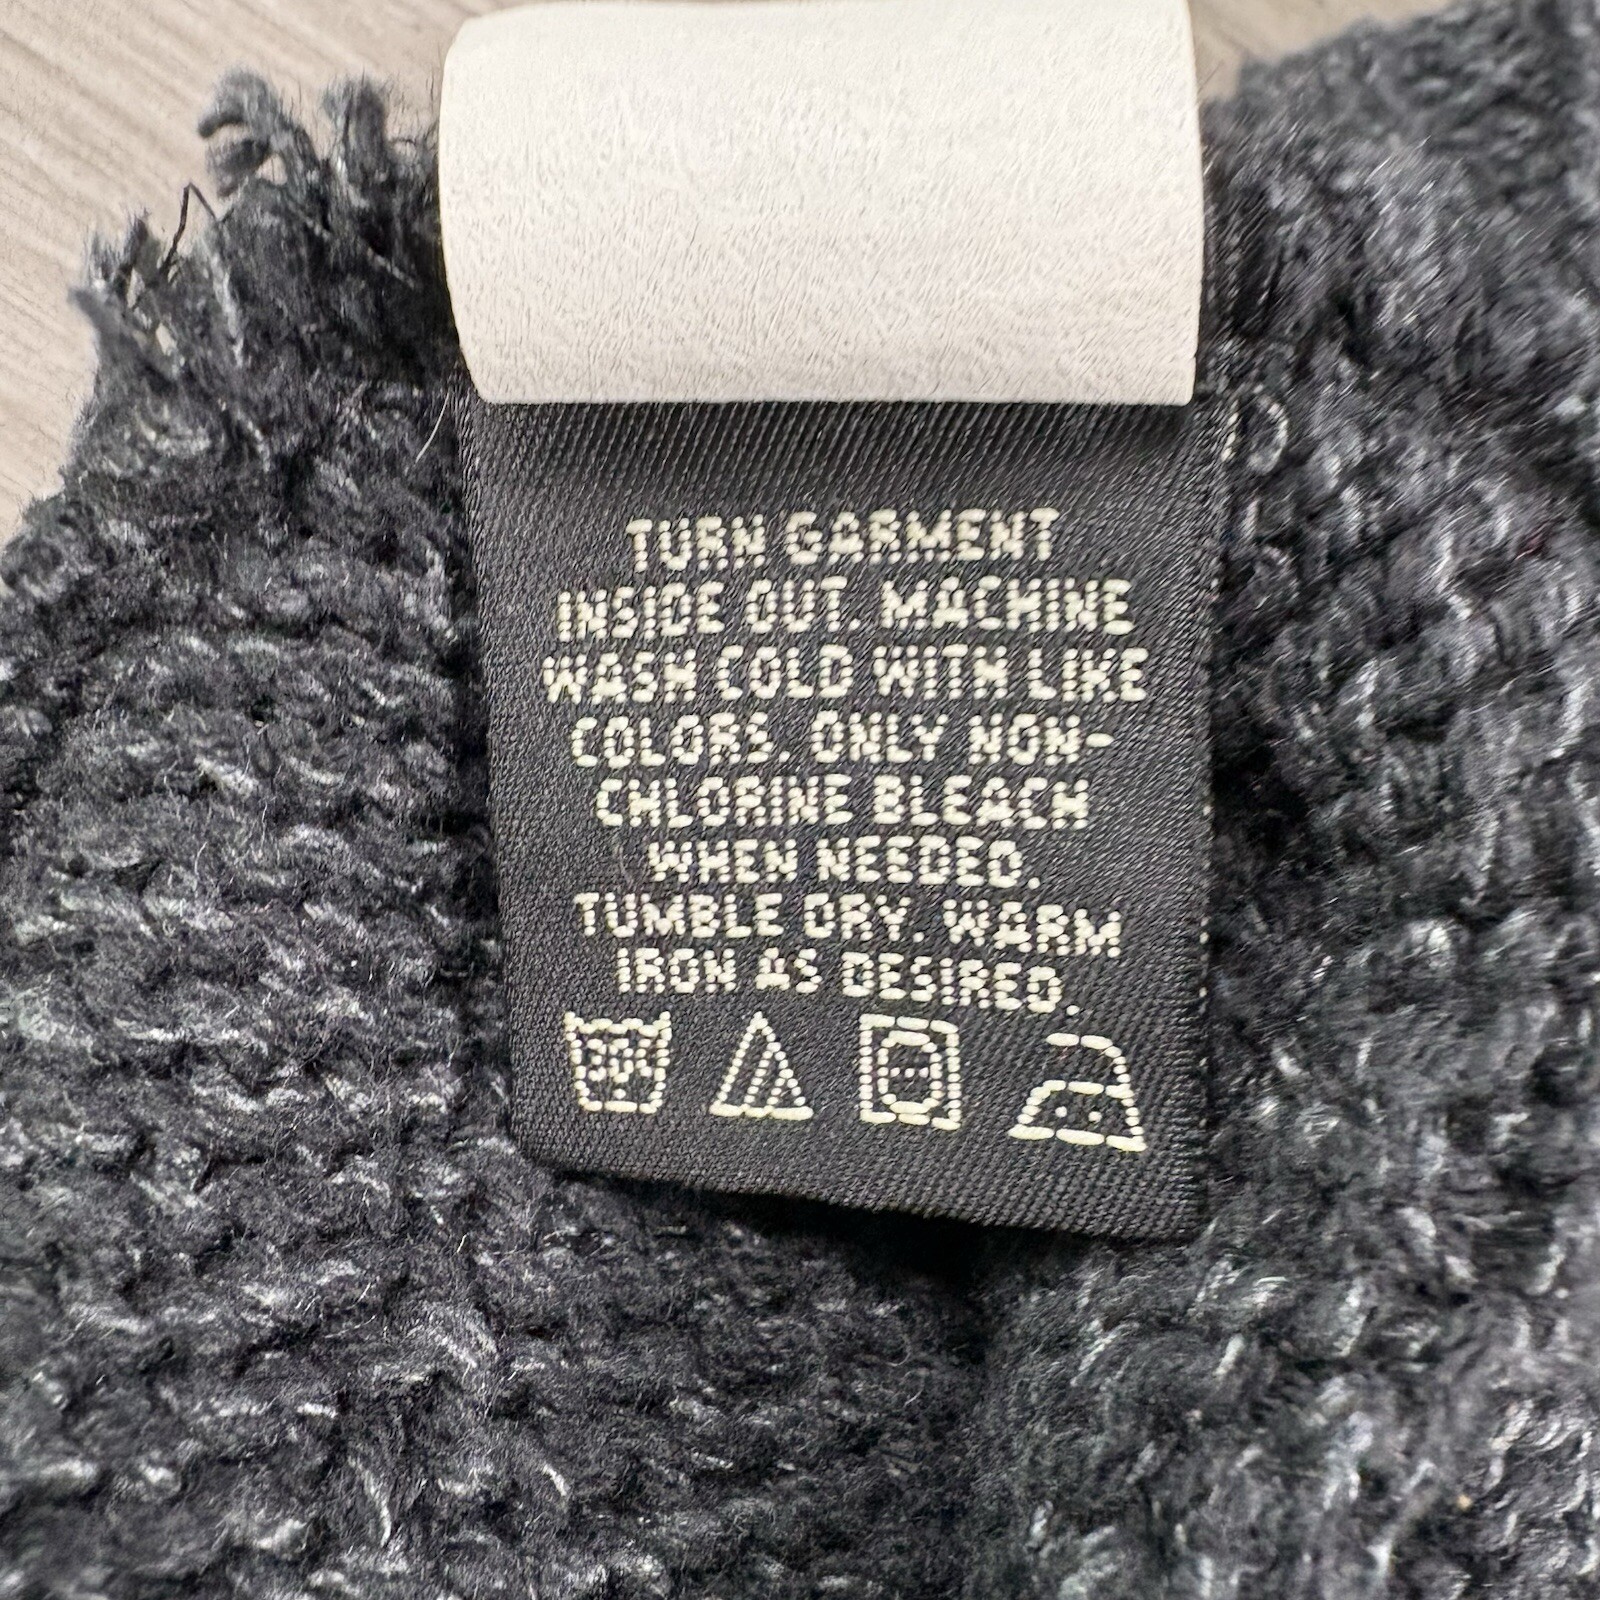 TURN GARMENT
INSIDE OUT. MACHINE
WASH COLD WITH LIKE
COLORS. ONLY NON-
CHLORINE BLEACH
WHEN NEEDED.
TUMBLE DRY. WARM
IRON AS DESIRED.
30C